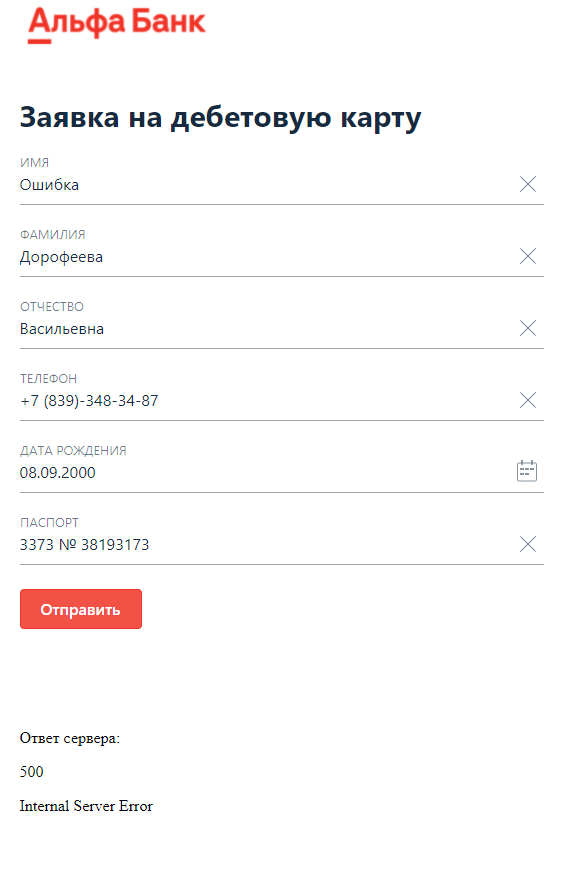 Альфа Банк
Заявка на дебетовую карту
ИМЯ
Ошибка
ФАМИЛИЯ
Дорофеева
ОТЧЕСТВО
Васильевна
ТЕЛЕФОН
+7 (839)-348-34-87
ДАТА РОЖДЕНИЯ
08.09.2000
ПАСПОРТ
3373 № 38193173
Отправить
Ответ сервера:
500
Internal Server Error